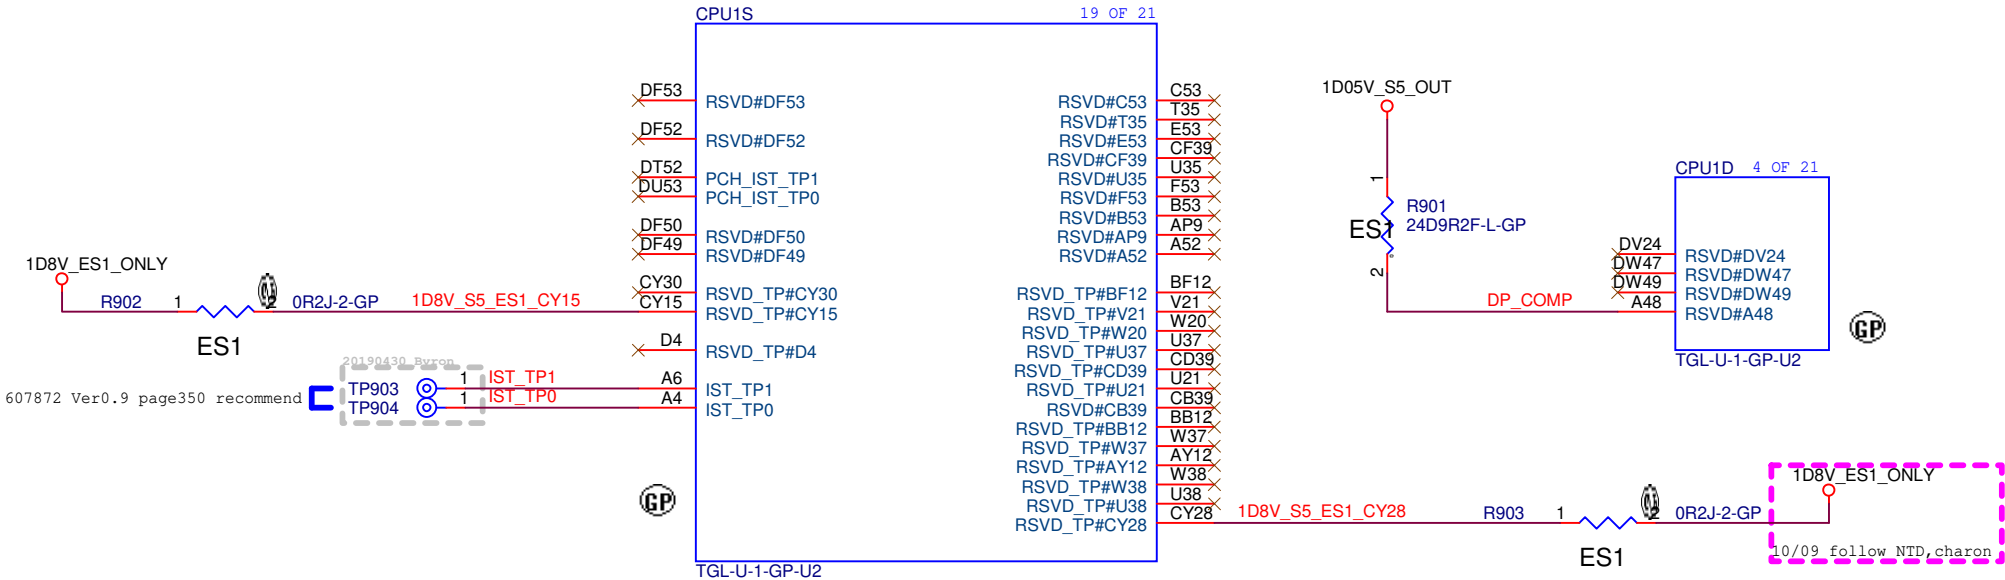 CPU1S
19 OF 21
DF53
RSVD#DF53
DF52
RSVD#DF52
DT52
PCH_IST_TP1
DU53
PCH_IST_TP0
DF50
RSVD#DF50
DF49
RSVD#DF49
CY30
RSVD_TP#CY30
CY15
RSVD_TP#CY15
D4
RSVD_TP#D4
A6
IST_TP1
A4
IST_TP0
1D8V_ES1_ONLY
R902
1
2
0R2J-2-GP
1D8V_S5_ES1_CY15
ES1
20190430 Byron
TP903
1
IST_TP1
TP904
1
IST_TP0
607872 Ver0.9 page350 recommend
RSVD#C53
C53
RSVD#T35
T35
RSVD#E53
E53
RSVD#CF39
CF39
RSVD#U35
U35
RSVD#F53
F53
RSVD#B53
B53
RSVD#AP9
AP9
RSVD#A52
A52
RSVD_TP#BF12
BF12
RSVD_TP#V21
V21
RSVD_TP#W20
W20
RSVD_TP#U37
U37
RSVD_TP#CD39
CD39
RSVD_TP#U21
U21
RSVD#CB39
CB39
RSVD_TP#BB12
BB12
RSVD_TP#W37
W37
RSVD_TP#AY12
AY12
RSVD_TP#W38
W38
RSVD_TP#U38
U38
RSVD_TP#CY28
CY28
GP
TGL-U-1-GP-U2
1D8V_S5_ES1_CY28
R903
1
2
0R2J-2-GP
ES1
1D8V_ES1_ONLY
10/09 follow NTD,charon
1D05V_S5_OUT
1
R901
24D9R2F-L-GP
ES1
2
DP_COMP
CPU1D
4 OF 21
DV24
RSVD#DV24
DW47
RSVD#DW47
DW49
RSVD#DW49
A48
RSVD#A48
TGL-U-1-GP-U2
GP